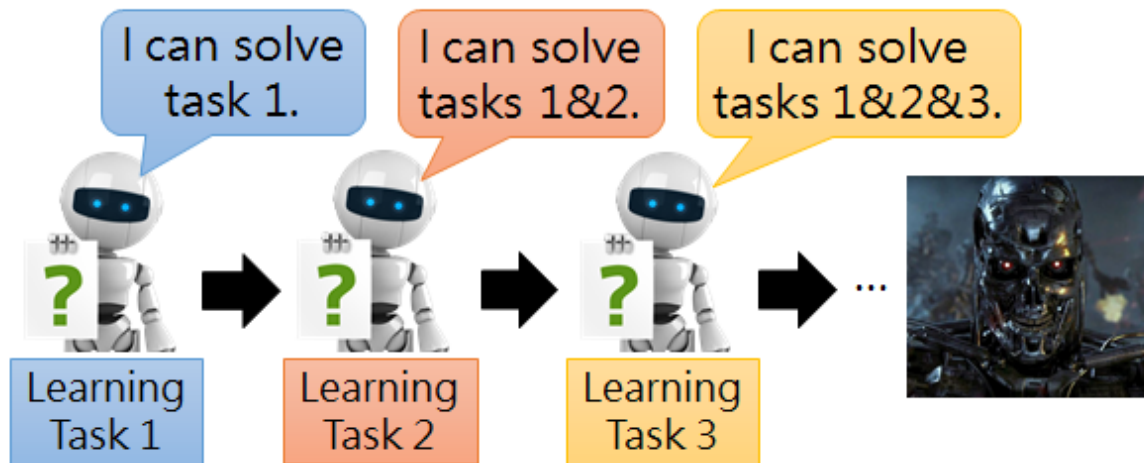 I can solve
task 1.
I can solve
tasks 1&2.
I can solve
tasks 1&2&3.
?
?
?
...
Learning
Task 1
Learning
Task 2
Learning
Task 3